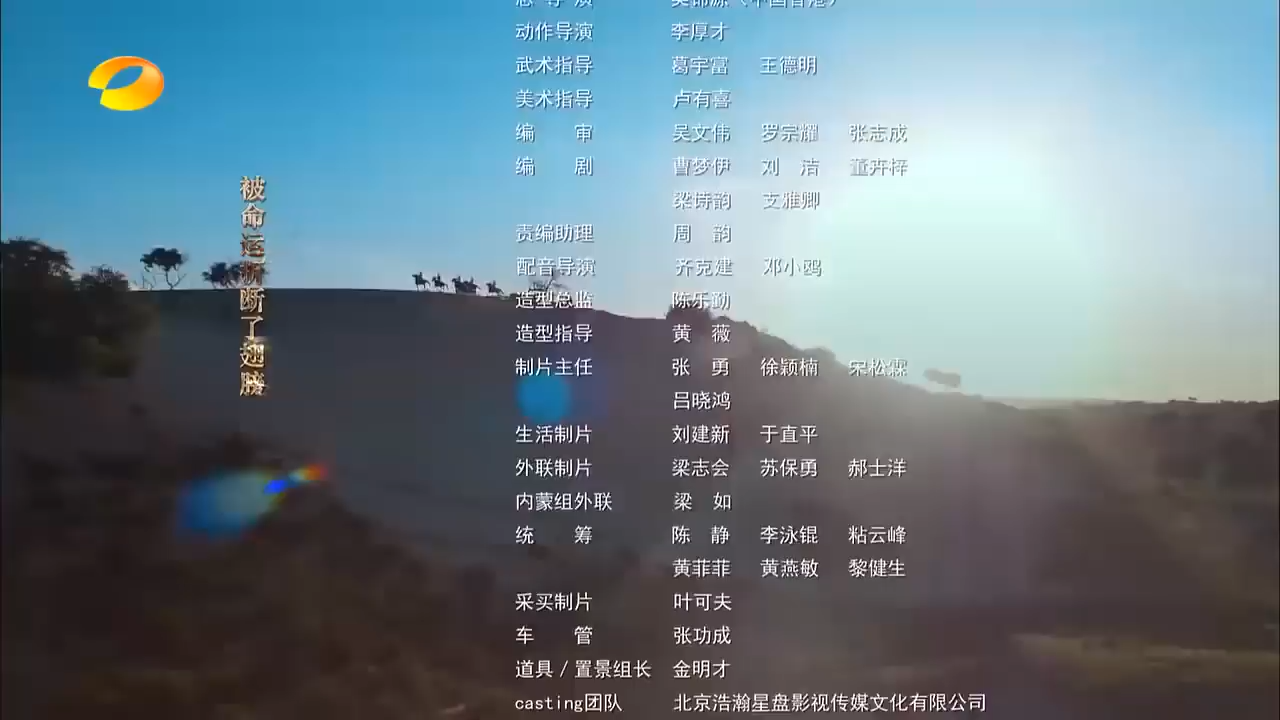 动作导演 李厚才
武术指导 葛宇富 王德明
美术指导 卢有喜
编 审 吴文伟 罗宗耀 张志成
编 剧 曹梦伊 刘 洁 董卉梓
梁诗韵 支雅卿
责编助理 周 韵
配音导演 齐克建 邓小鸥
造型总监 陈乐勤
造型指导 黄 薇
制片主任 张 勇 徐颖楠 宋松霖
吕晓鸿
生活制片 刘建新 于直平
外联制片 梁志会 苏保勇 郝士洋
内蒙组外联 梁 如
统 筹 陈 静 李泳锟 粘云峰
黄菲菲 黄燕敏 黎健生
采买制片 叶可夫
车 管 张功成
道具/置景组长 金明才
casting团队 北京浩瀚星盘影视传媒文化有限公司
被命运折断了翅膀